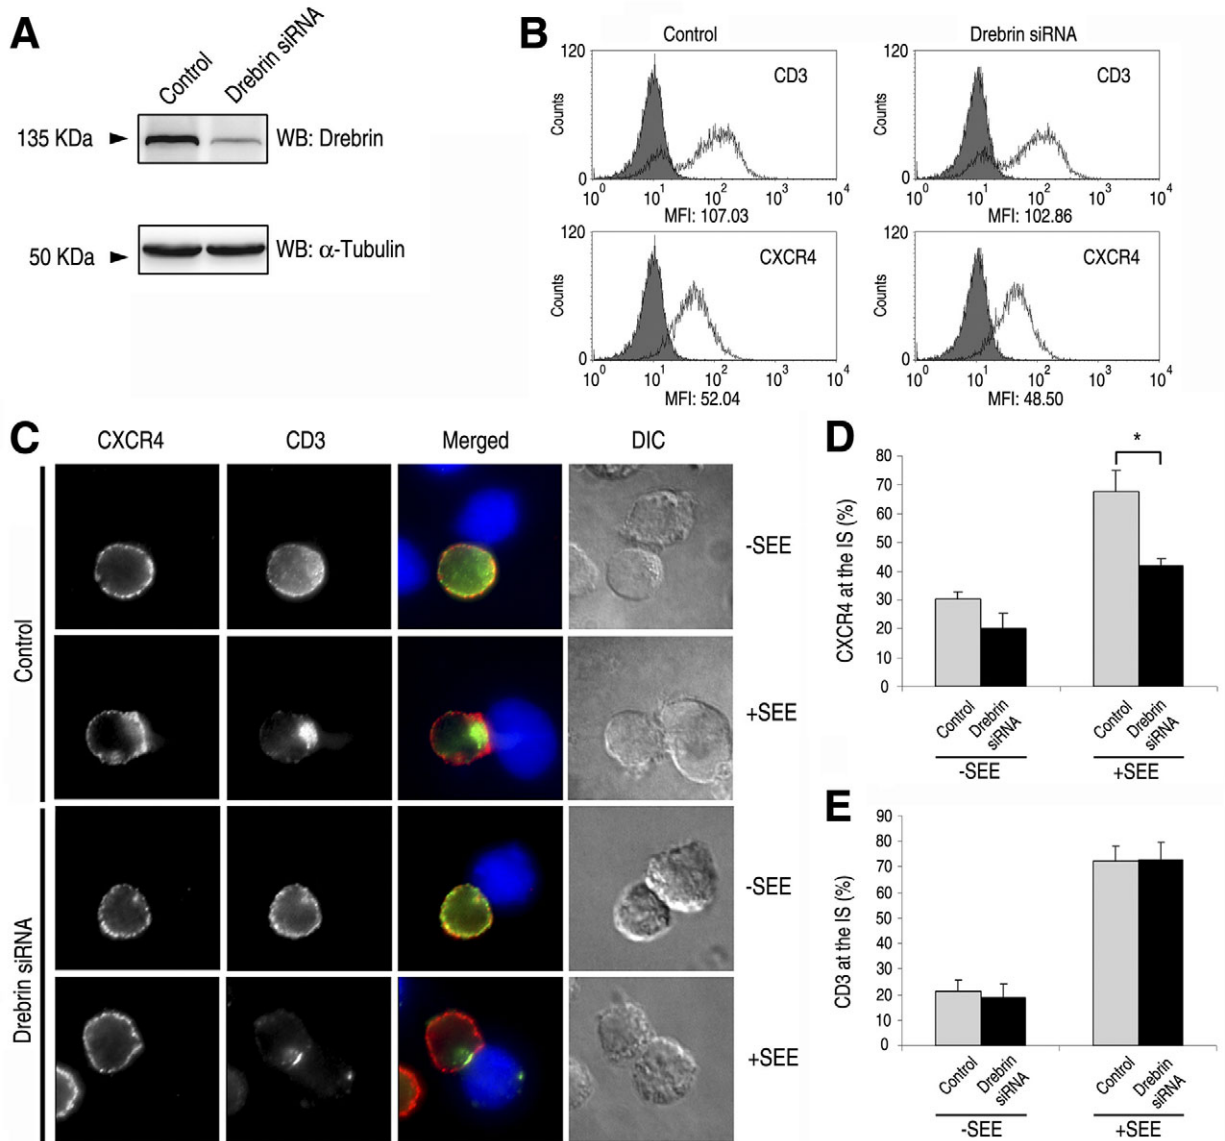 A
Control
Drebrin siRNA
135 KDa
WB: Drebrin
50 KDa
WB: α-Tubulin
B
Control
Drebrin siRNA
120
Counts
0
CD3
10^0 10^1 10^2 10^3 10^4
MFI: 107.03
120
Counts
0
CD3
10^0 10^1 10^2 10^3 10^4
MFI: 102.86
120
Counts
0
CXCR4
10^0 10^1 10^2 10^3 10^4
MFI: 52.04
120
Counts
0
CXCR4
10^0 10^1 10^2 10^3 10^4
MFI: 48.50
C
CXCR4 CD3 Merged DIC
Control
-SEE
+SEE
Drebrin siRNA
-SEE
+SEE
D
CXCR4 at the IS (%)
80
70
60
50
40
30
20
10
0
*
Control
Drebrin
siRNA
Control
Drebrin
siRNA
-SEE
+SEE
E
CD3 at the IS (%)
90
80
70
60
50
40
30
20
10
0
Control
Drebrin
siRNA
Control
Drebrin
siRNA
-SEE
+SEE